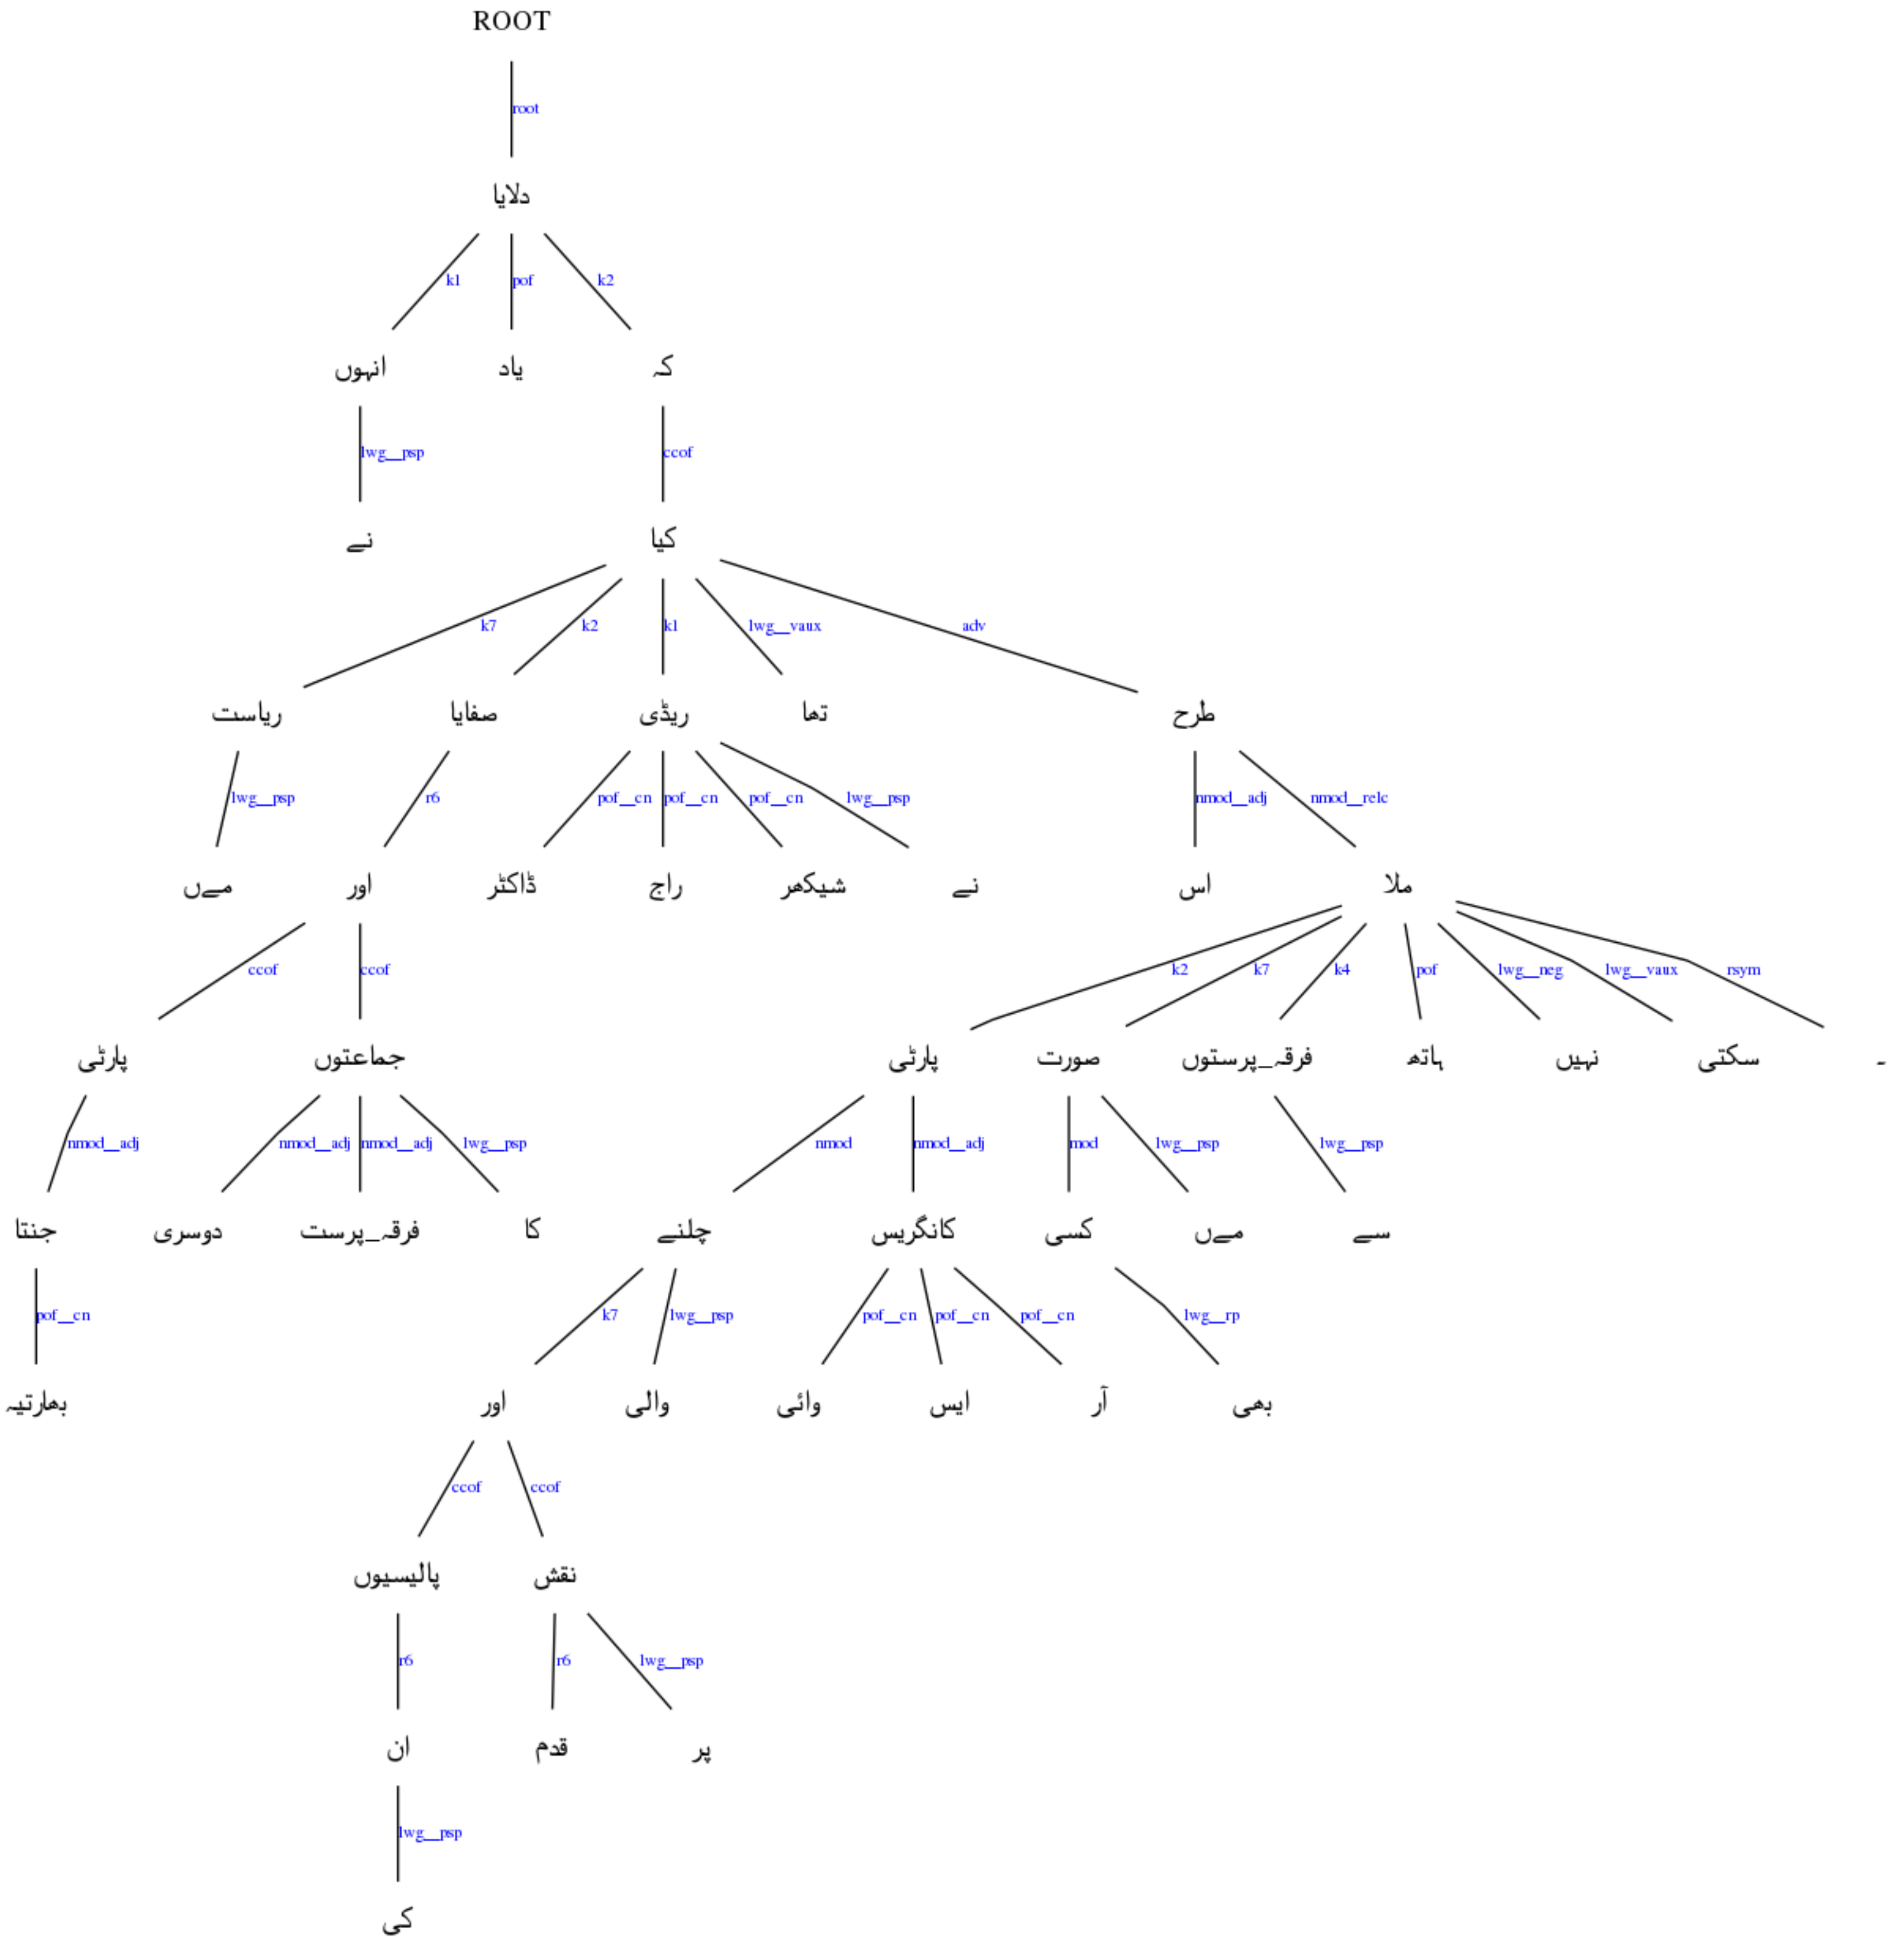 ROOT
root
دلایا
k1 pof k2
انہوں یاد کہ
lwg__psp ccof
نے کیا
k7 k2 k1 lwg__vaux adv
ریاست صفایا ریڈی تھا طرح
lwg__psp r6 pof__cn pof__cn pof__cn lwg__psp nmod__adj nmod__relc
مےں اور ڈاکٹر راج شیکھر نے اس ملا
ccof ccof k2 k7 k4 pof lwg__neg lwg__vaux rsym
پارٹی جماعتوں پارٹی صورت فرقہ_پرستوں ہاتھ نہیں سکتی ۔
nmod__adj nmod__adj nmod__adj lwg__psp nmod nmod__adj mod lwg__psp lwg__psp
جنتا دوسری فرقہ_پرست کا چلنے کانگریس کسی مےں سے
pof__cn k7 lwg__psp pof__cn pof__cn pof__cn lwg__rp
بھارتیہ اور والی وائی ایس آر بھی
ccof ccof
پالیسیوں نقش
r6 r6 lwg__psp
ان قدم پر
lwg__psp
کی